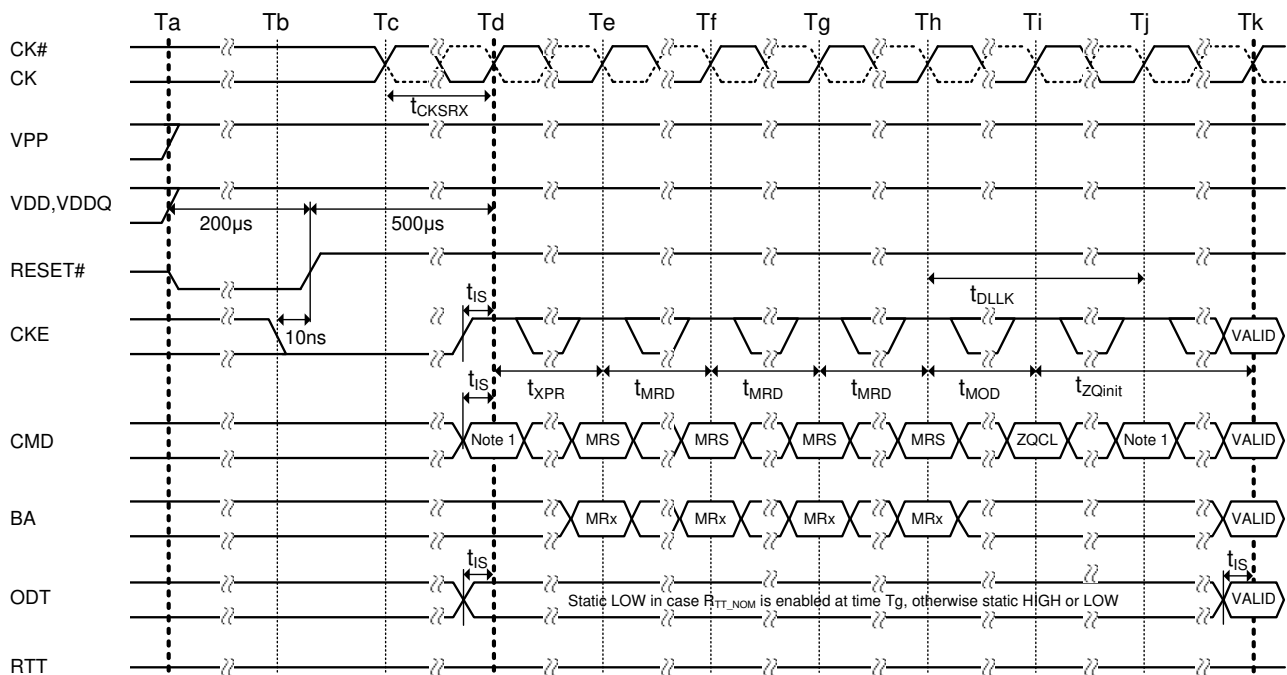 Ta Tb Tc Td Te Tf Tg Th Ti Tj Tk
CK#
CK
tCKSRX
VPP
VDD,VDDQ
200µs 500µs
RESET#
tIS tDLLK
CKE 10ns VALID
tIS tXPR tMRD tMRD tMRD tMOD tZQinit
CMD Note 1 MRS MRS MRS MRS ZQCL Note 1 VALID
BA MRx MRx MRx MRx VALID
tIS tIS
ODT Static LOW in case RTT_NOM is enabled at time Tg, otherwise static HIGH or LOW VALID
RTT